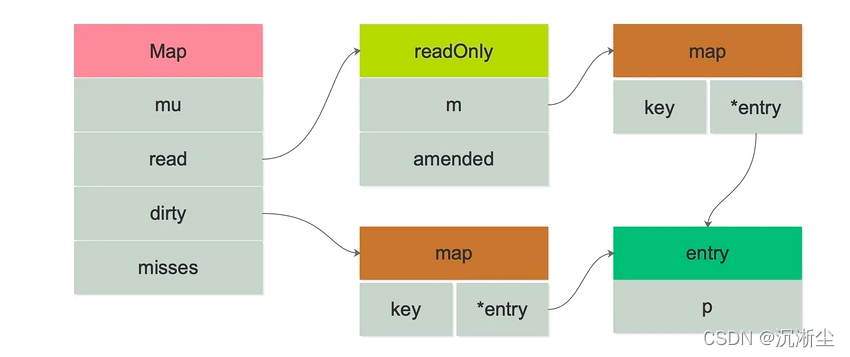 Map
mu
read
dirty
misses
readOnly
m
amended
map
key
*entry
map
key
*entry
entry
p
CSDN @沉淅尘